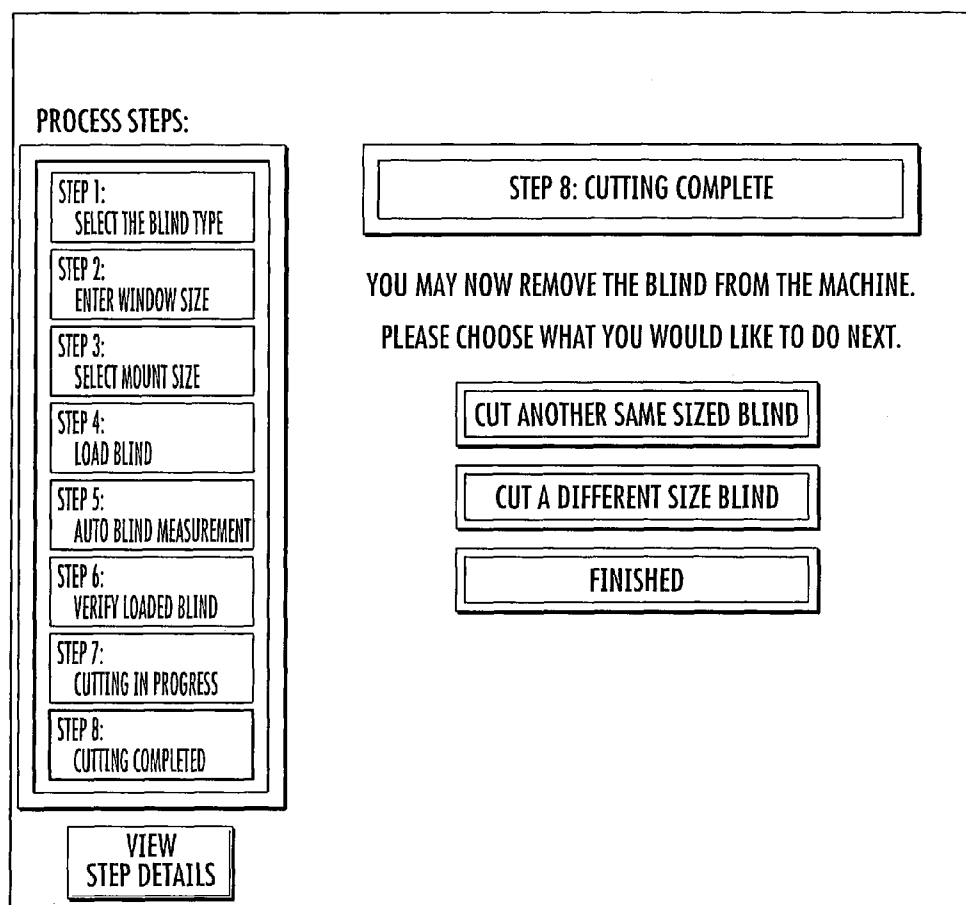 PROCESS STEPS:
STEP 1:
SELECT THE BLIND TYPE
STEP 2:
ENTER WINDOW SIZE
STEP 3:
SELECT MOUNT SIZE
STEP 4:
LOAD BLIND
STEP 5:
AUTO BLIND MEASUREMENT
STEP 6:
VERIFY LOADED BLIND
STEP 7:
CUTTING IN PROGRESS
STEP 8:
CUTTING COMPLETED
VIEW
STEP DETAILS
STEP 8: CUTTING COMPLETE
YOU MAY NOW REMOVE THE BLIND FROM THE MACHINE.
PLEASE CHOOSE WHAT YOU WOULD LIKE TO DO NEXT.
CUT ANOTHER SAME SIZED BLIND
CUT A DIFFERENT SIZE BLIND
FINISHED